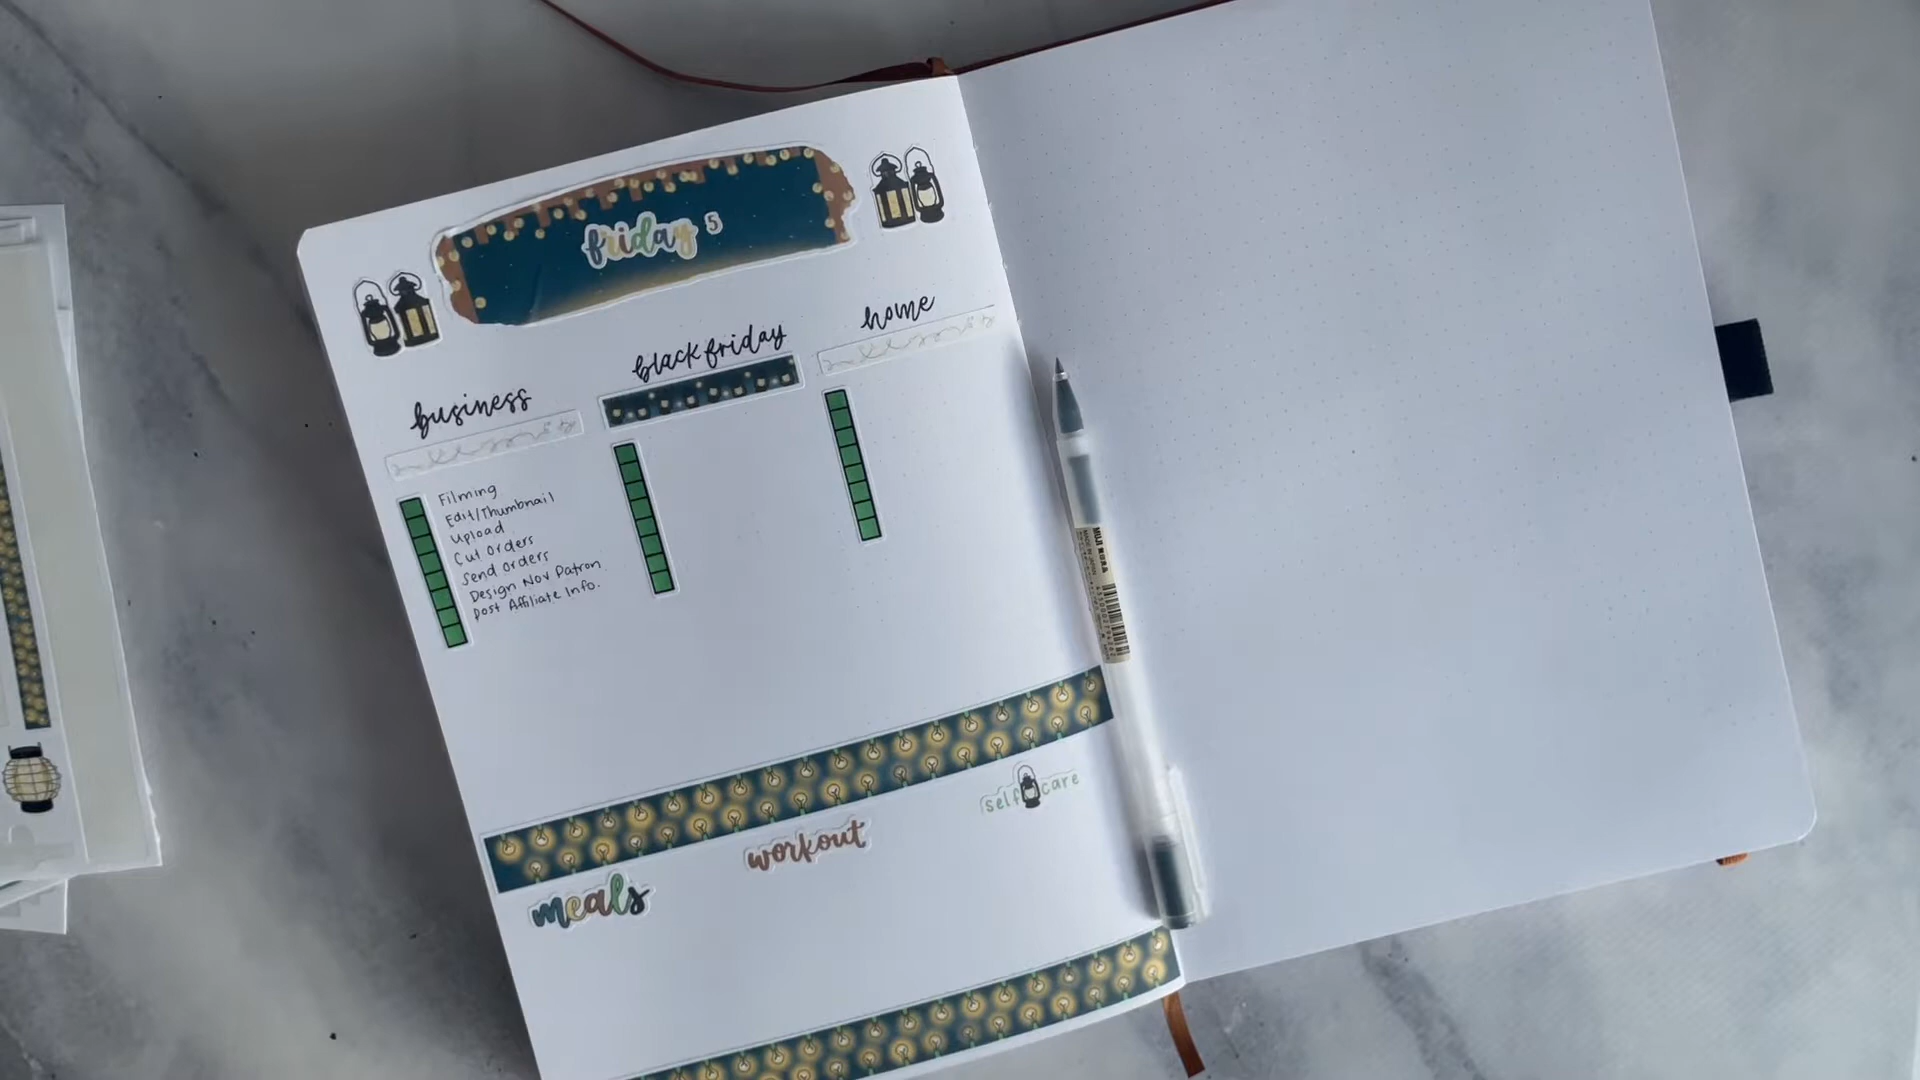 friday 5
business
black friday
home
Filming
Edit/Thumbnail
Upload
Cut Orders
Send Orders
Design Nov Patron
Post Affiliate Info.
self care
workout
meals
MUJI